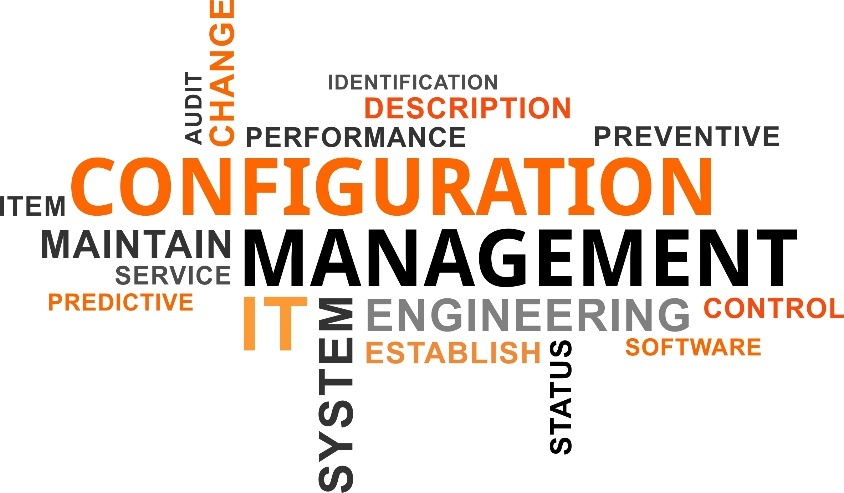 CHANGE
AUDIT
IDENTIFICATION
DESCRIPTION
PERFORMANCE
PREVENTIVE
CONFIGURATION
ITEM
MAINTAIN
MANAGEMENT
SERVICE
PREDICTIVE
IT
SYSTEM
ENGINEERING
CONTROL
ESTABLISH
STATUS
SOFTWARE